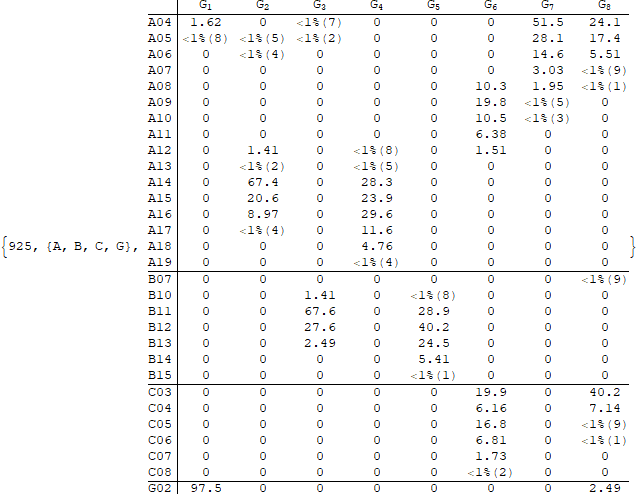 G1 G2 G3 G4 G5 G6 G7 G8
A04 1.62 0 <1%(7) 0 0 0 51.5 24.1
A05 <1%(8) <1%(5) <1%(2) 0 0 0 28.1 17.4
A06 0 <1%(4) 0 0 0 0 14.6 5.51
A07 0 0 0 0 0 0 3.03 <1%(9)
A08 0 0 0 0 0 10.3 1.95 <1%(1)
A09 0 0 0 0 0 19.8 <1%(5) 0
A10 0 0 0 0 0 10.5 <1%(3) 0
A11 0 0 0 0 0 6.38 0 0
A12 0 1.41 0 <1%(8) 0 1.51 0 0
A13 0 <1%(2) 0 <1%(5) 0 0 0 0
A14 0 67.4 0 28.3 0 0 0 0
A15 0 20.6 0 23.9 0 0 0 0
A16 0 8.97 0 29.6 0 0 0 0
A17 0 <1%(4) 0 11.6 0 0 0 0
{925, {A, B, C, G}, A18 0 0 0 4.76 0 0 0 0 }
A19 0 0 0 <1%(4) 0 0 0 0
B07 0 0 0 0 0 0 0 <1%(9)
B10 0 0 1.41 0 <1%(8) 0 0 0
B11 0 0 67.6 0 28.9 0 0 0
B12 0 0 27.6 0 40.2 0 0 0
B13 0 0 2.49 0 24.5 0 0 0
B14 0 0 0 0 5.41 0 0 0
B15 0 0 0 0 <1%(1) 0 0 0
C03 0 0 0 0 0 19.9 0 40.2
C04 0 0 0 0 0 6.16 0 7.14
C05 0 0 0 0 0 16.8 0 <1%(9)
C06 0 0 0 0 0 6.81 0 <1%(1)
C07 0 0 0 0 0 1.73 0 0
C08 0 0 0 0 0 <1%(2) 0 0
G02 97.5 0 0 0 0 0 0 2.49